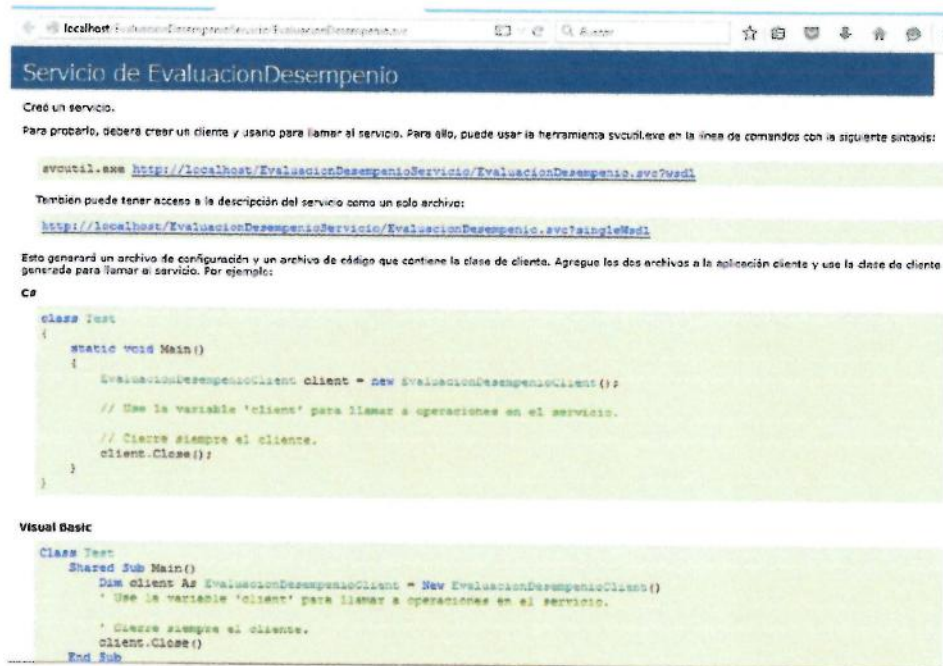 localhost/EvaluacionDesempenioServicio/EvaluacionDesempenio.svc
Servicio de EvaluacionDesempenio
Creó un servicio.
Para probarlo, deberá crear un cliente y usarlo para llamar al servicio. Para ello, puede usar la herramienta svcutil.exe en la línea de comandos con la siguiente sintaxis:
svcutil.exe http://localhost/EvaluacionDesempenioServicio/EvaluacionDesempenio.svc?wsdl
También puede tener acceso a la descripción del servicio como un solo archivo:
http://localhost/EvaluacionDesempenioServicio/EvaluacionDesempenio.svc?singleWsdl
Esto generará un archivo de configuración y un archivo de código que contiene la clase de cliente. Agregue los dos archivos a la aplicación cliente y use la clase de cliente
generada para llamar al servicio. Por ejemplo:
C#
class Test
{
static void Main()
{
EvaluacionDesempenioClient client = new EvaluacionDesempenioClient();
// Use la variable 'client' para llamar a operaciones en el servicio.
// Cierre siempre el cliente.
client.Close();
}
}
Visual Basic
Class Test
Shared Sub Main()
Dim client As EvaluacionDesempenioClient = New EvaluacionDesempenioClient()
' Use la variable 'client' para llamar a operaciones en el servicio.
' Cierre siempre el cliente.
client.Close()
End Sub